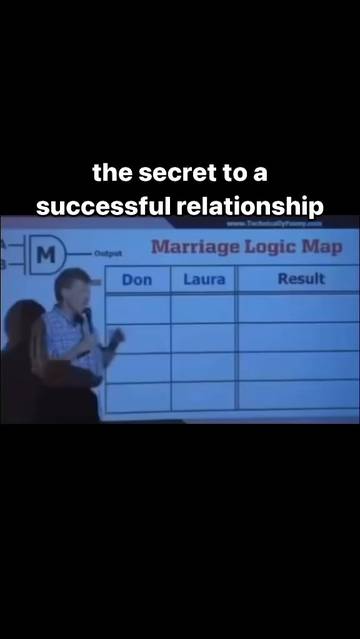 the secret to a
successful relationship
www.TechnicallyFunny.com
A
B
M
Output
Marriage Logic Map
Don Laura Result